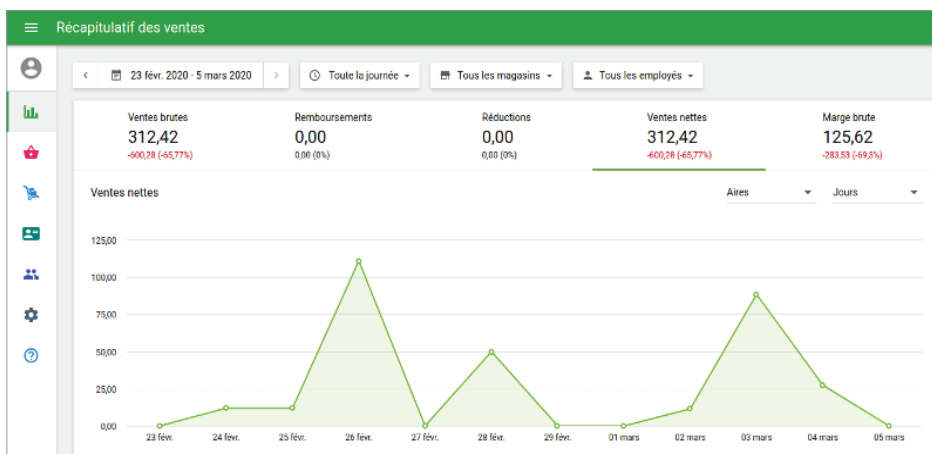 Récapitulatif des ventes
23 févr. 2020 - 5 mars 2020 Toute la journée Tous les magasins Tous les employés
Ventes brutes Remboursements Réductions Ventes nettes Marge brute
312,42 0,00 0,00 312,42 125,62
-600,28 (-65,77%) 0,00 (0%) 0,00 (0%) -600,28 (-65,77%) -283,53 (-69,3%)
Ventes nettes Aires Jours
125,00
100,00
75,00
50,00
25,00
0,00
23 févr. 24 févr. 25 févr. 26 févr. 27 févr. 28 févr. 29 févr. 01 mars 02 mars 03 mars 04 mars 05 mars